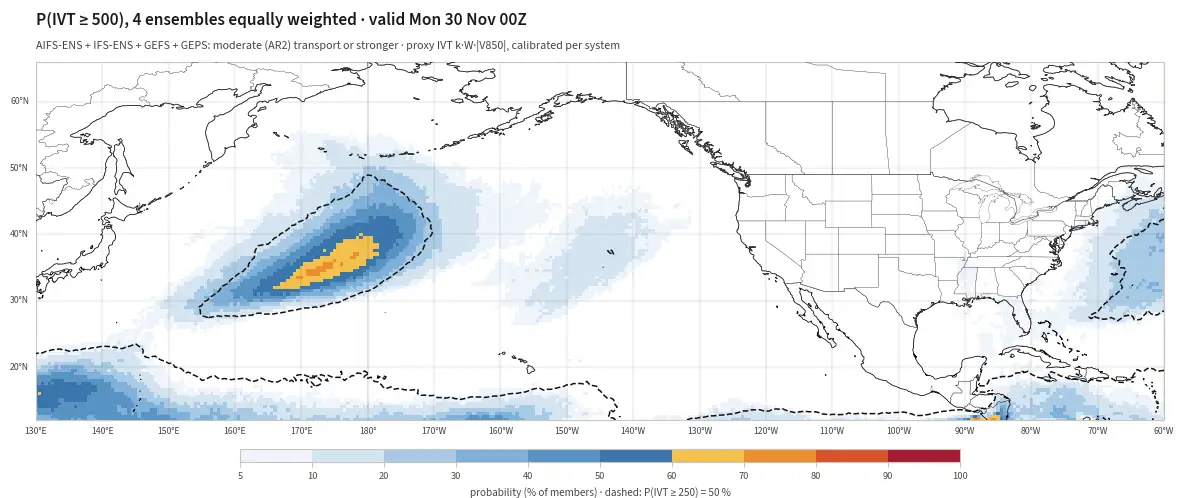 P(IVT ≥ 500), 4 ensembles equally weighted · valid Mon 30 Nov 00Z
AIFS-ENS + IFS-ENS + GEFS + GEPS: moderate (AR2) transport or stronger · proxy IVT k·W·|V850|, calibrated per system
60°N
50°N
40°N
30°N
20°N
130°E 140°E 150°E 160°E 170°E 180° 170°W 160°W 150°W 140°W 130°W 120°W 110°W 100°W 90°W 80°W 70°W 60°W
5 10 20 30 40 50 60 70 80 90 100
probability (% of members) · dashed: P(IVT ≥ 250) = 50 %